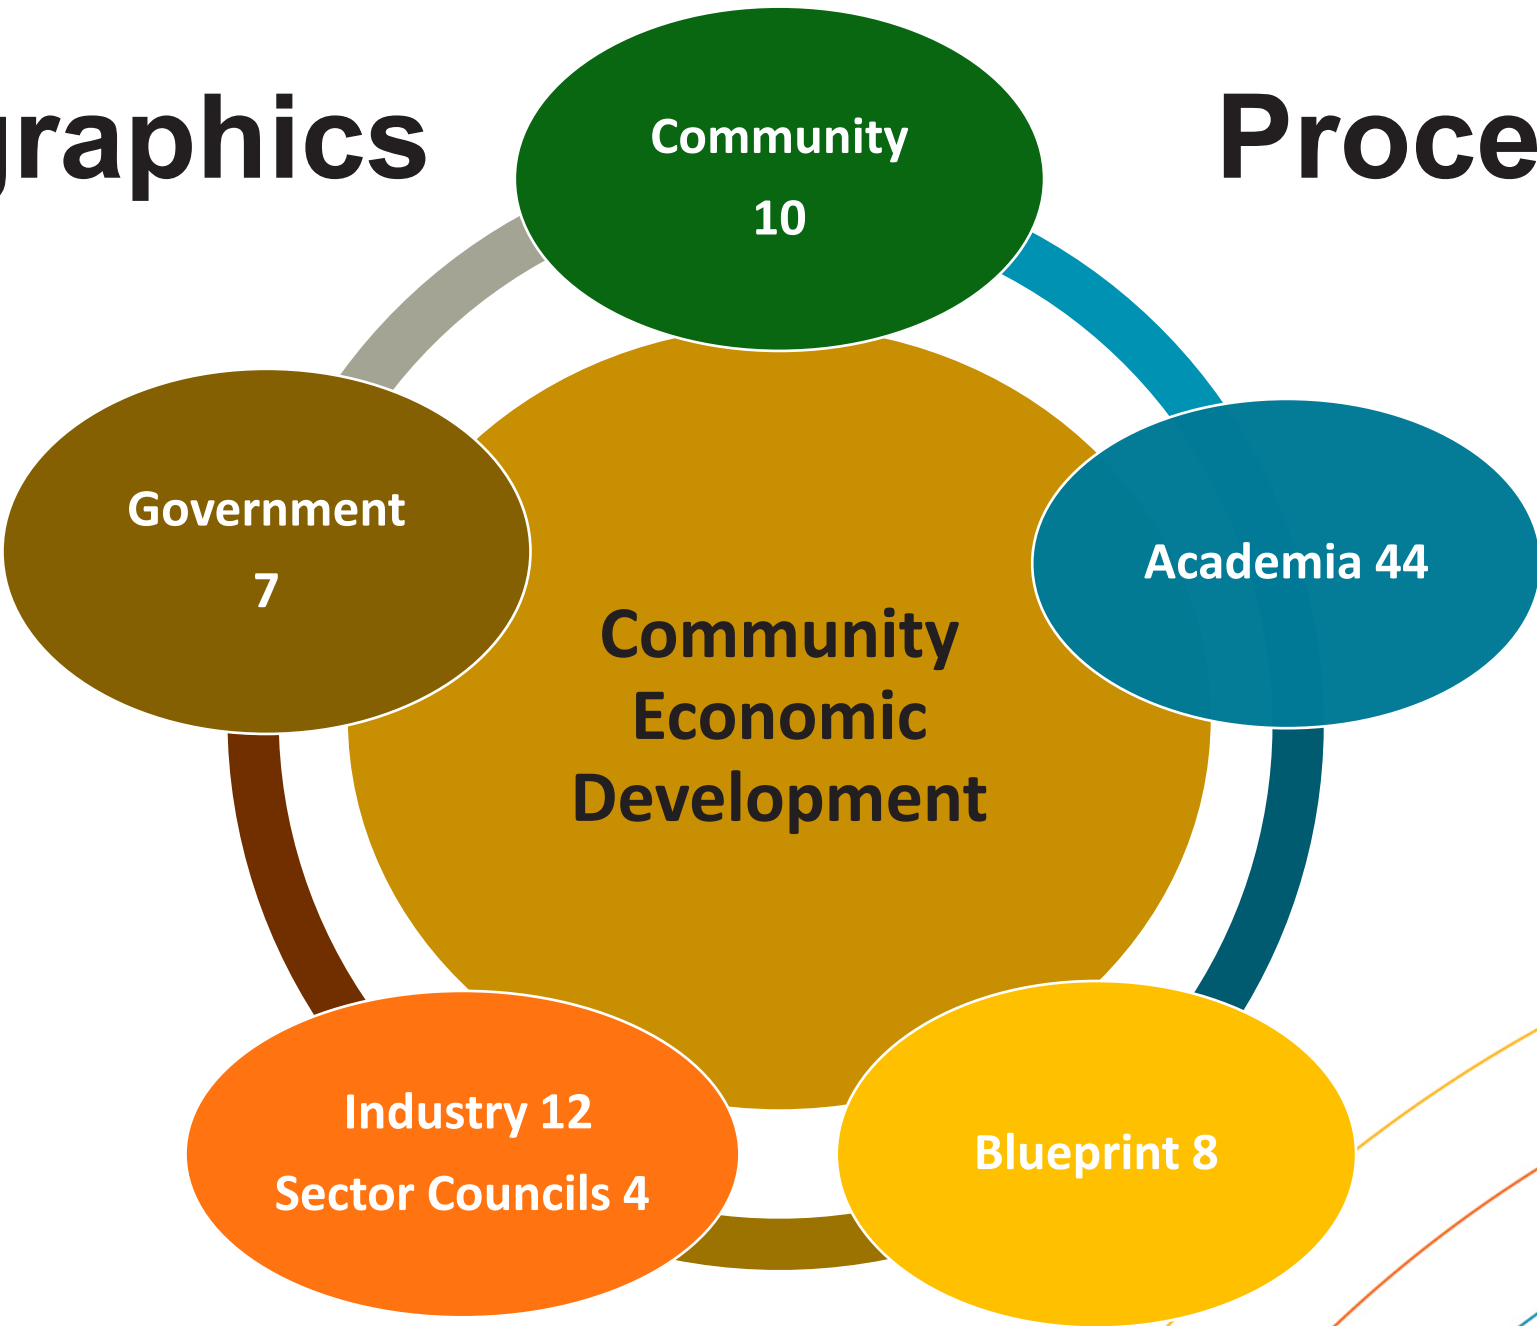 graphics
Proce
Community
10
Government
7
Academia 44
Community
Economic
Development
Industry 12
Sector Councils 4
Blueprint 8